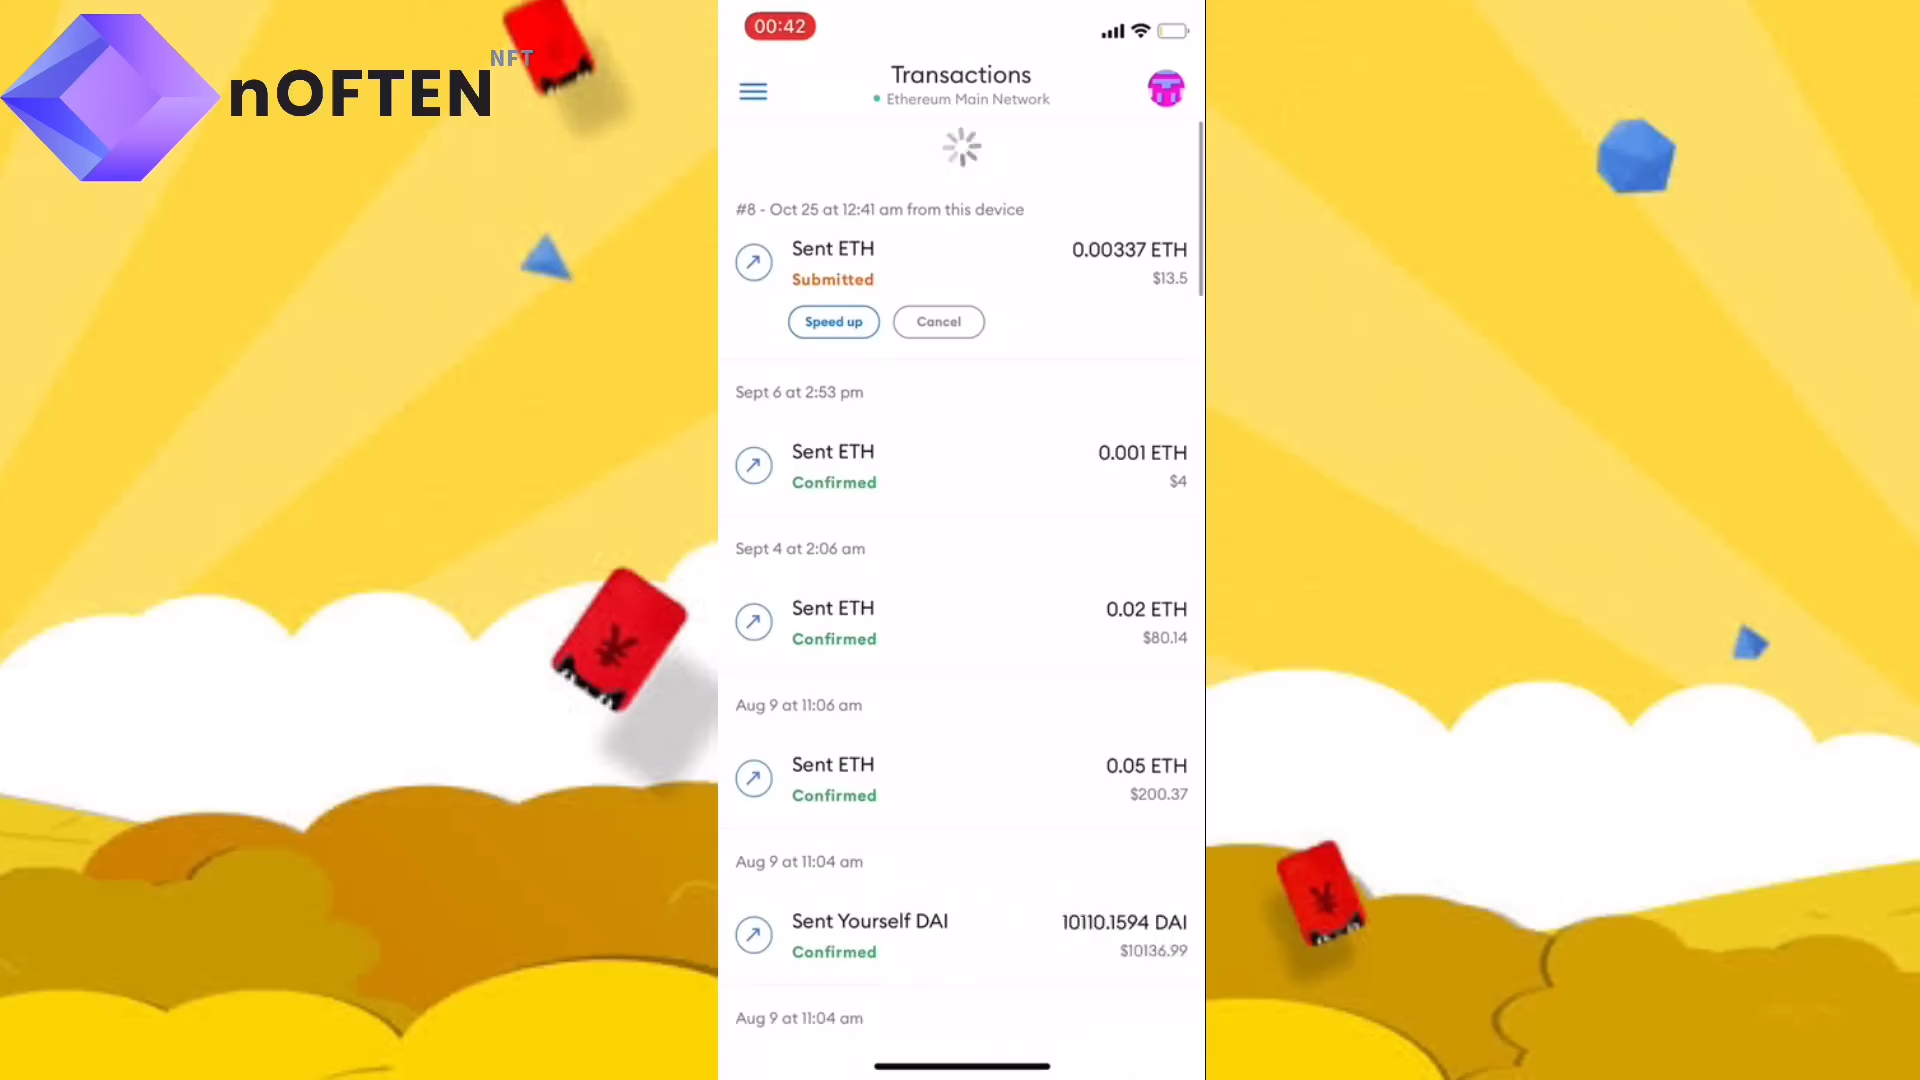 nOFTEN NFT
00:42
Transactions
Ethereum Main Network
#8 - Oct 25 at 12:41 am from this device
Sent ETH 0.00337 ETH
Submitted $13.5
Speed up Cancel
Sept 6 at 2:53 pm
Sent ETH 0.001 ETH
Confirmed $4
Sept 4 at 2:06 am
Sent ETH 0.02 ETH
Confirmed $80.14
Aug 9 at 11:06 am
Sent ETH 0.05 ETH
Confirmed $200.37
Aug 9 at 11:04 am
Sent Yourself DAI 10110.1594 DAI
Confirmed $10136.99
Aug 9 at 11:04 am
¥
¥